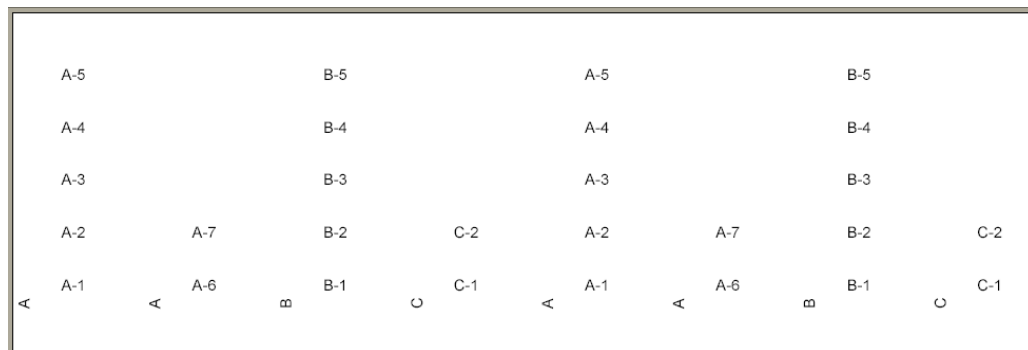 A-5 B-5 A-5 B-5
A-4 B-4 A-4 B-4
A-3 B-3 A-3 B-3
A-2 A-7 B-2 C-2 A-2 A-7 B-2 C-2
A-1 A-6 B-1 C-1 A-1 A-6 B-1 C-1
A A B C A A B C